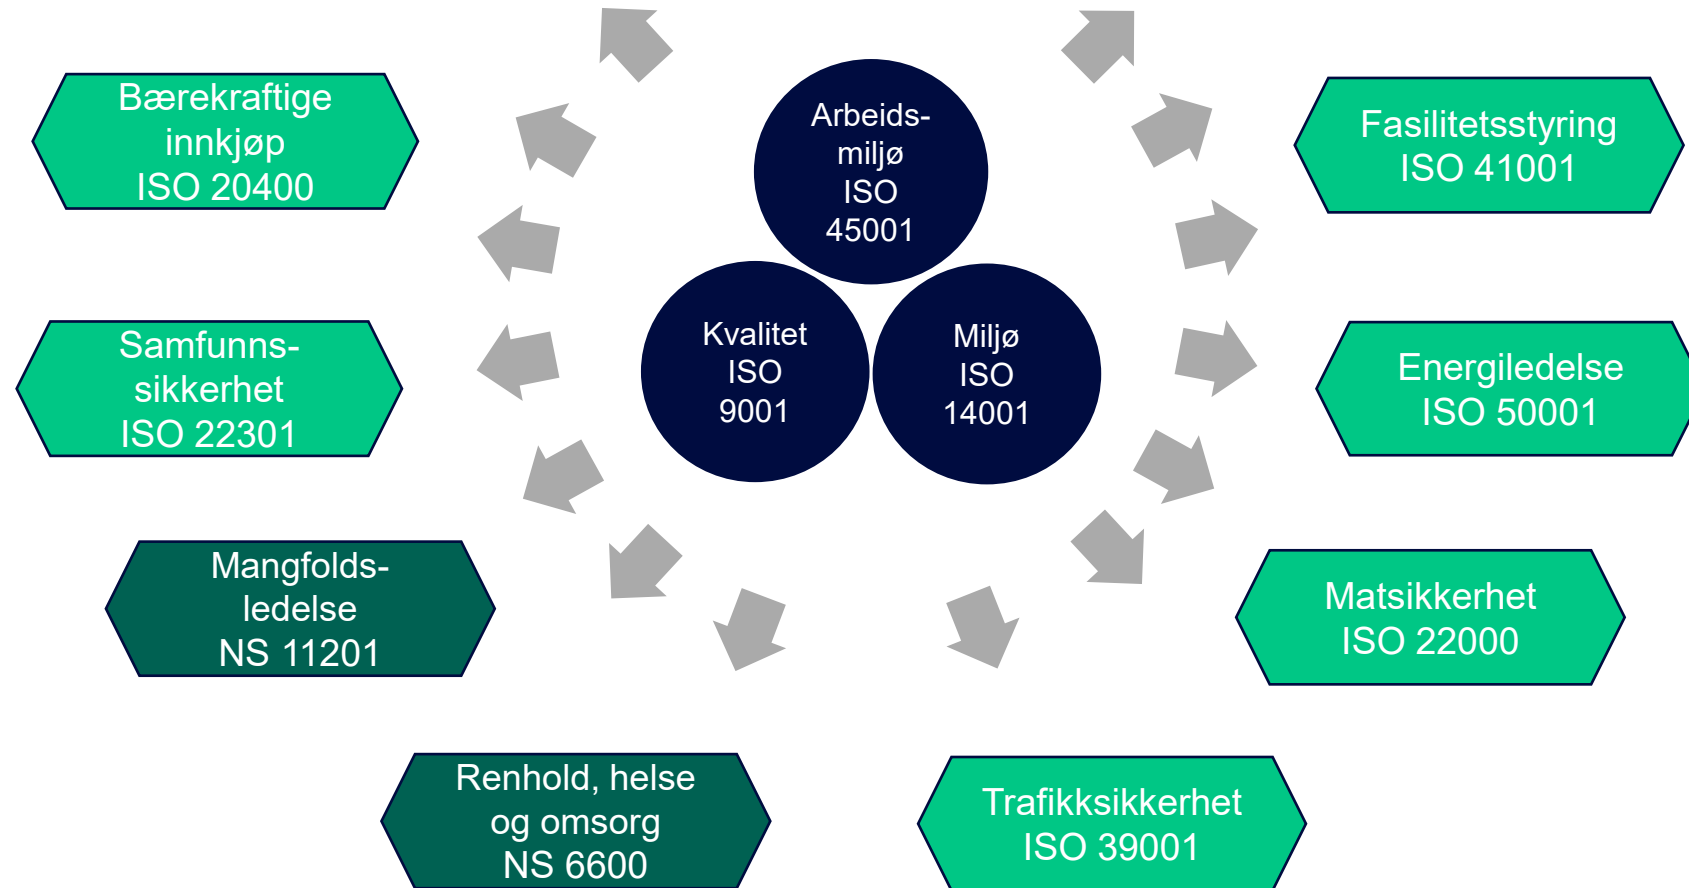 Bærekraftige
innkjøp
ISO 20400
Arbeids-
miljø
ISO
45001
Fasilitetsstyring
ISO 41001
Samfunns-
sikkerhet
ISO 22301
Kvalitet
ISO
9001
Miljø
ISO
14001
Energiledelse
ISO 50001
Mangfolds-
ledelse
NS 11201
Matsikkerhet
ISO 22000
Renhold, helse
og omsorg
NS 6600
Trafikksikkerhet
ISO 39001